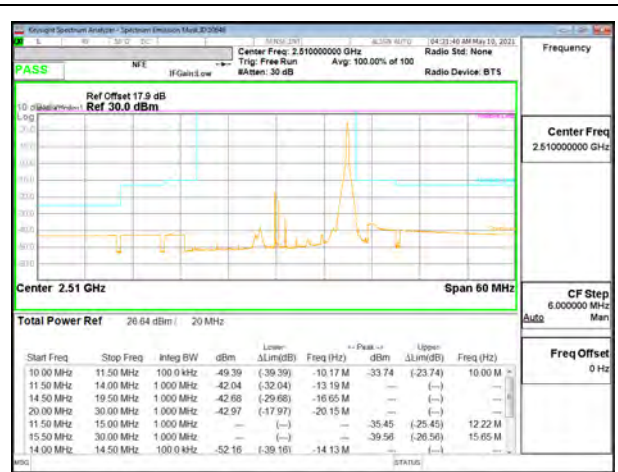 Keysight Spectrum Analyzer - Spectrum Emission Mask
RF
DC
SENSE:INT
ALIGN AUTO
04:31:40 AM May 10, 2021
Center Freq: 2.510000000 GHz
Radio Std: None
Frequency
PASS
NFE
Trig: Free Run
Avg: 100.00% of 100
IFGain:Low
#Atten: 30 dB
Radio Device: BTS
Ref Offset 17.9 dB
Ref 30.0 dBm
Log
Center Freq
2.510000000 GHz
Center 2.51 GHz
Span 60 MHz
CF Step
6.000000 MHz
Auto Man
Total Power Ref 26.64 dBm / 20 MHz
Freq Offset
0 Hz
Lower <-- Peak --> Upper
Start Freq Stop Freq Integ BW dBm ΔLim(dB) Freq (Hz) dBm ΔLim(dB) Freq (Hz)
10.00 MHz 11.50 MHz 100.0 kHz -49.39 (-39.39) -10.17 M -33.74 (-23.74) 10.00 M
11.50 MHz 14.00 MHz 1.000 MHz -42.04 (-32.04) -13.19 M --- (---)
14.50 MHz 19.50 MHz 1.000 MHz -42.68 (-29.68) -16.65 M --- (---)
20.00 MHz 30.00 MHz 1.000 MHz -42.97 (-17.97) -20.15 M --- (---)
11.50 MHz 15.00 MHz 1.000 MHz --- (---) -35.45 (-25.45) 12.22 M
15.50 MHz 30.00 MHz 1.000 MHz --- (---) -39.56 (-26.56) 15.65 M
14.00 MHz 14.50 MHz 100.0 kHz -52.16 (-39.16) -14.13 M --- (---)
MSG
STATUS